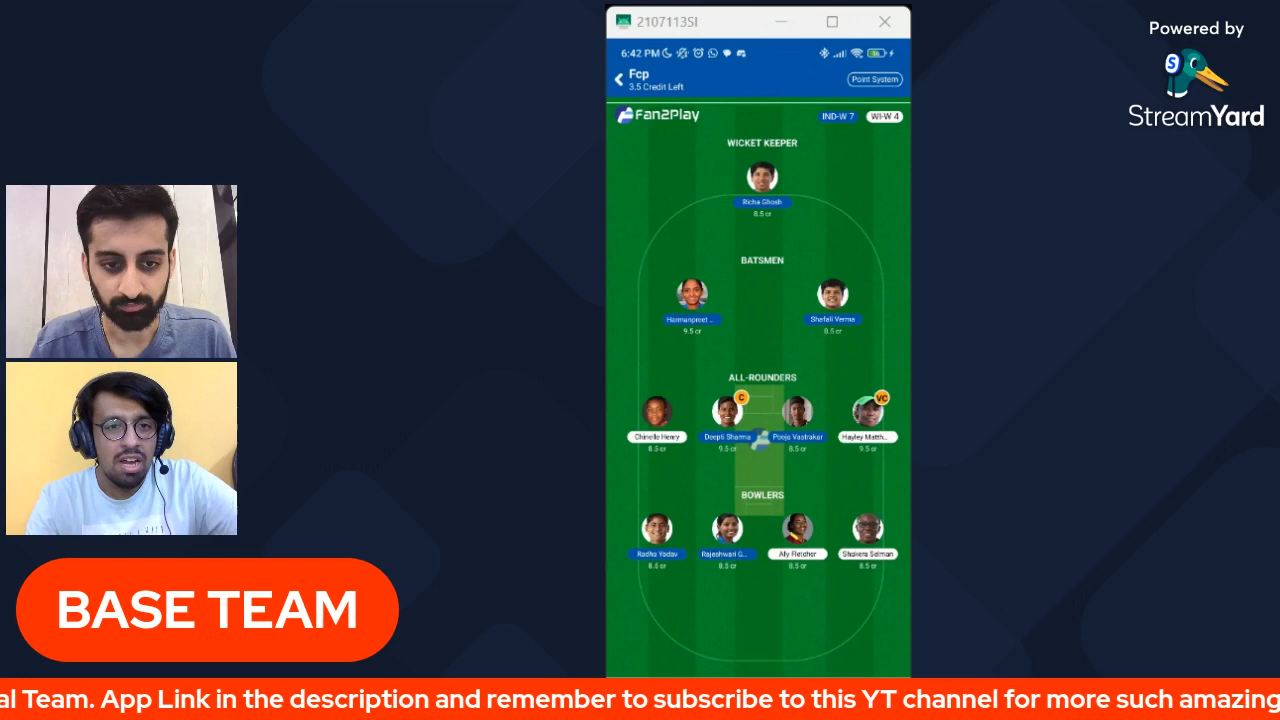 2107113SI
Powered by
StreamYard
6:42 PM
Fcp
3.5 Credit Left
Point System
Fan2Play
IND-W 7
WI-W 4
WICKET KEEPER
Richa Ghosh
8.5 cr
BATSMEN
Harmanpreet ...
Shafali Verma
9.5 cr
8.5 cr
ALL-ROUNDERS
C
VC
Chinelle Henry
Deepti Sharma
Pooja Vastrakar
Hayley Matth...
8.5 cr
9.5 cr
8.5 cr
9.5 cr
BOWLERS
Radha Yadav
Rajeshwari G...
Afy Fletcher
Shakera Selman
8.5 cr
8.5 cr
8.5 cr
8.5 cr
BASE TEAM
al Team. App Link in the description and remember to subscribe to this YT channel for more such amazing